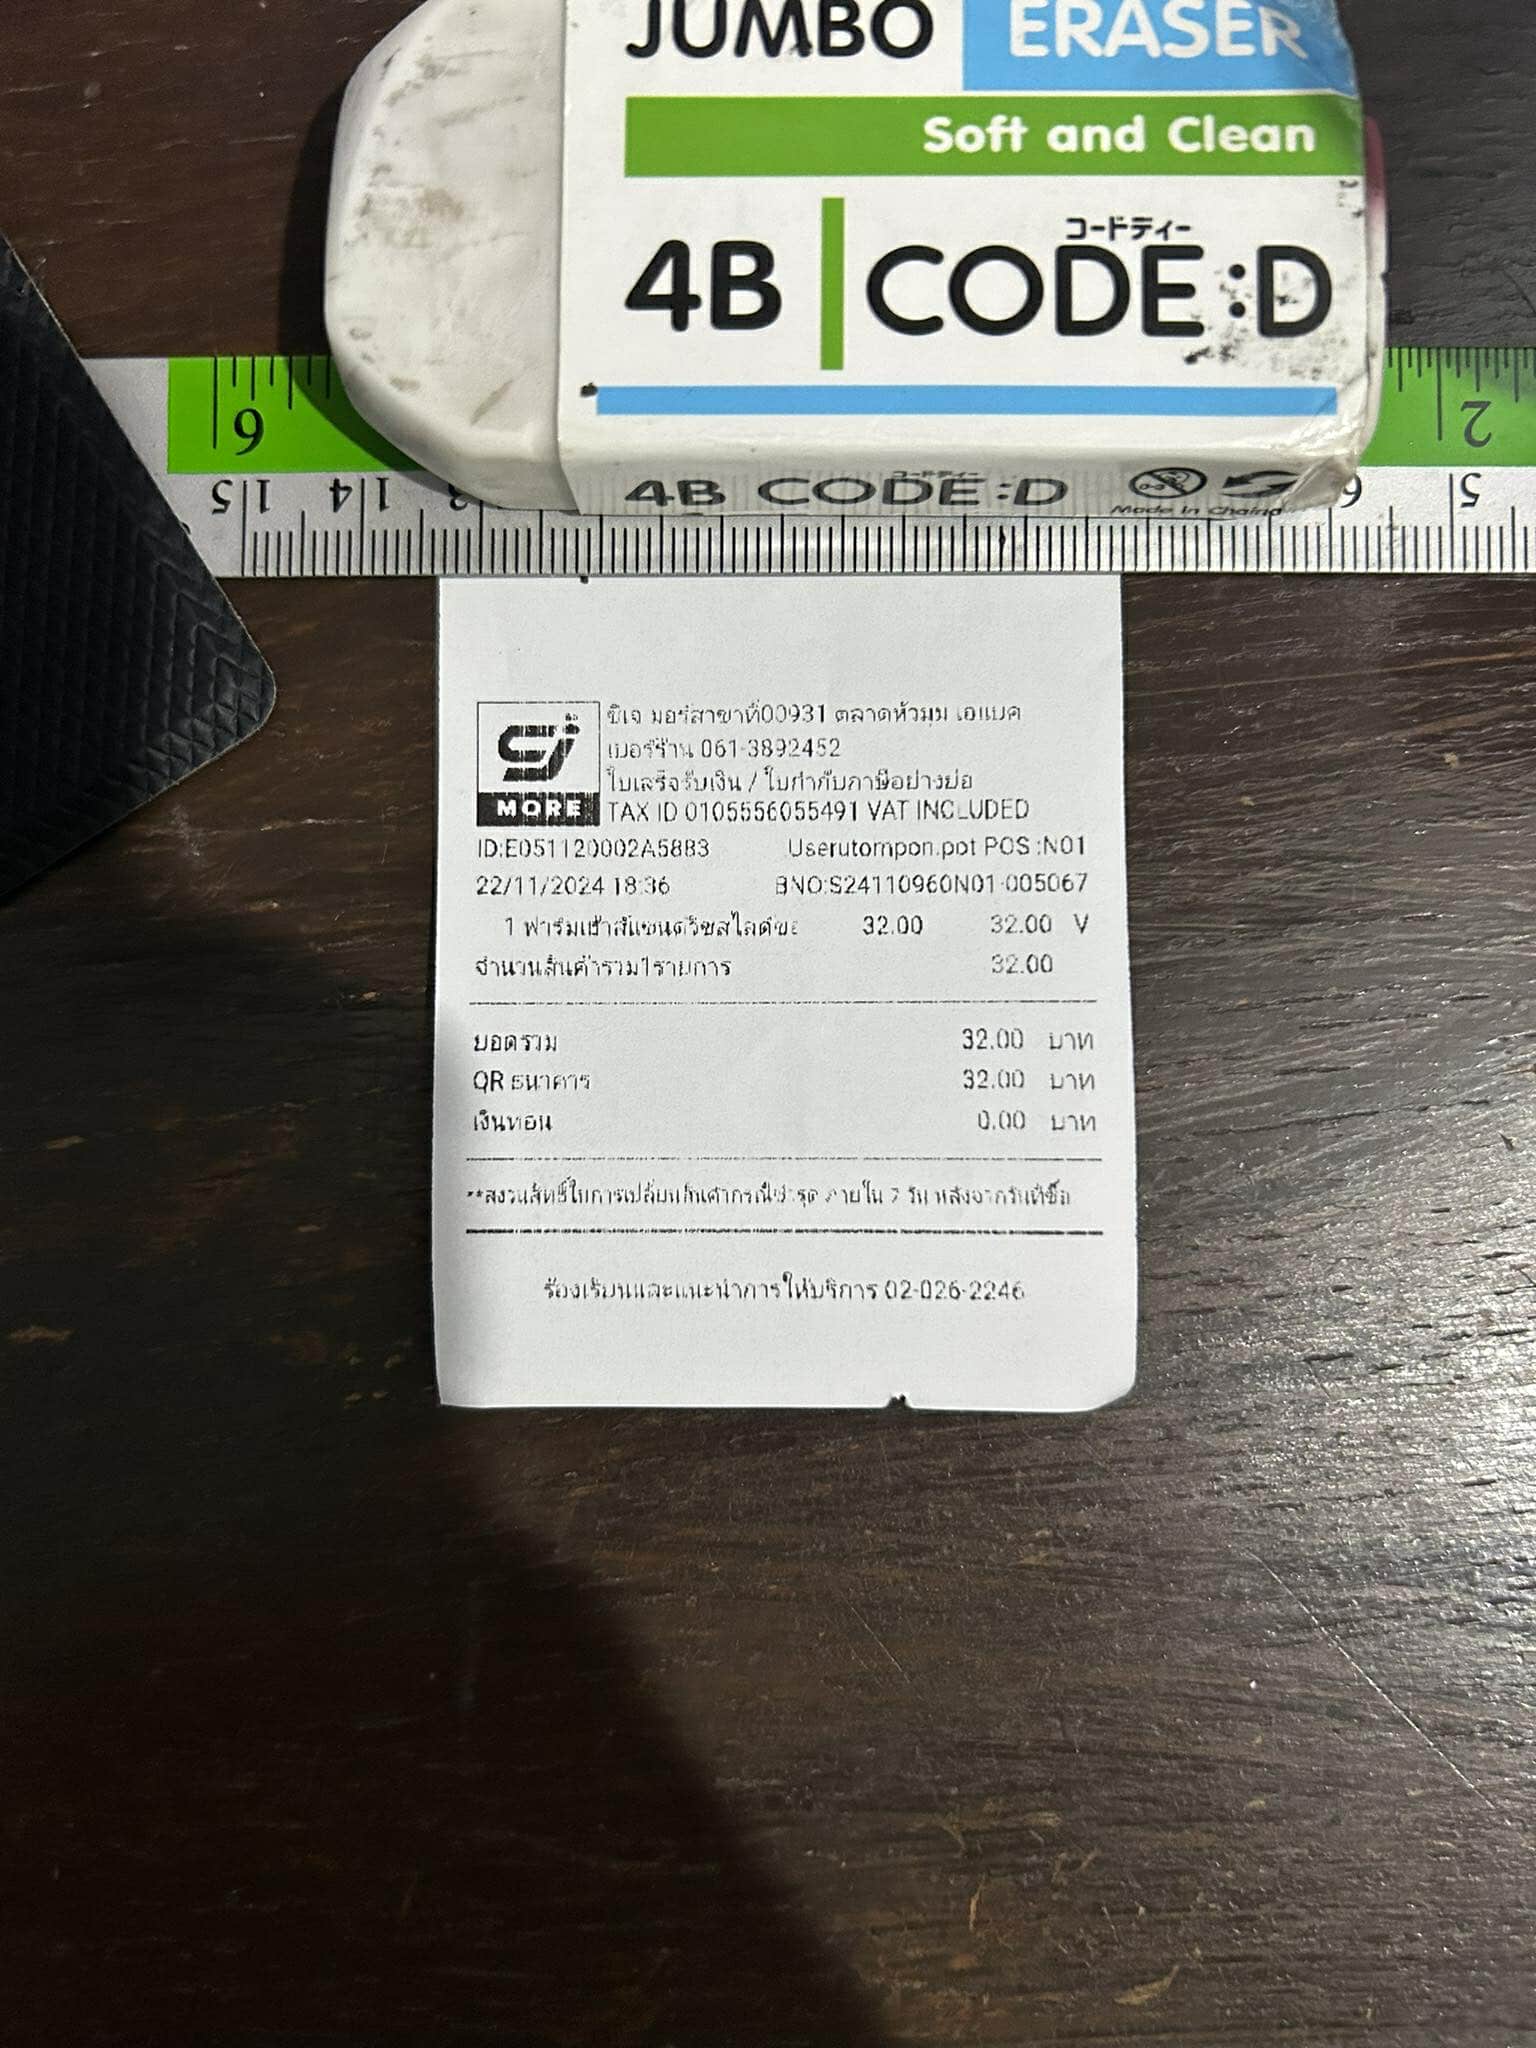 JUMBO ERASER
Soft and Clean
コードディー
4B CODE:D
6 2
15 14 13 6 5
コードディー
4B CODE:D
Made in Chaina
CJ
MORE
ซีเจ มอร์สาขาที่00931 ตลาดหัวมุม เอแบค
เบอร์ร้าน 061-3892452
ใบเสร็จรับเงิน / ใบกำกับภาษีอย่างย่อ
TAX ID 0105556055491 VAT INCLUDED
ID:E051120002A5883 Userutompon.pot POS :N01
22/11/2024 18:36 BNO:S24110960N01-005067
1 ฟาร์มเฮ้าส์แซนด์วิชสไลด์ขอ 32.00 32.00 V
จำนวนสินค้ารวม1รายการ 32.00
ยอดรวม 32.00 บาท
QR ธนาคาร 32.00 บาท
เงินทอน 0.00 บาท
**สงวนสิทธิ์ในการเปลี่ยนสินค้ากรณีชำรุด ภายใน 7 วัน หลังจากวันที่ซื้อ
ร้องเรียนและแนะนำการให้บริการ 02-026-2246